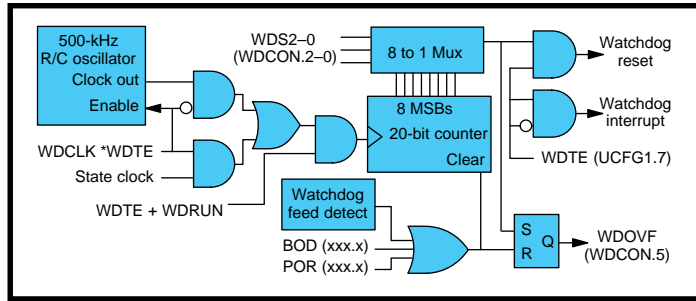 500-kHz
R/C oscillator
Clock out
Enable
WDCLK *WDTE
State clock
WDTE + WDRUN
WDS2–0
(WDCON.2–0)
8 to 1 Mux
8 MSBs
20-bit counter
Clear
Watchdog
feed detect
BOD (xxx.x)
POR (xxx.x)
Watchdog
reset
Watchdog
interrupt
WDTE (UCFG1.7)
S
Q
R
WDOVF
(WDCON.5)